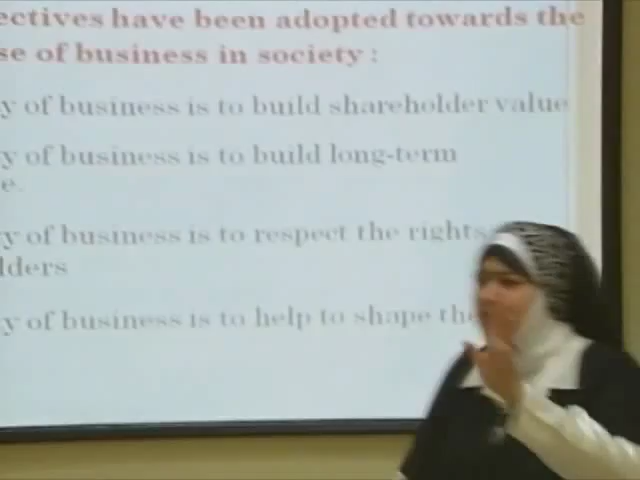 ectives have been adopted towards the
se of business in society :
y of business is to build shareholder value
y of business is to build long-term
e.
y of business is to respect the rights
lders
y of business is to help to shape the